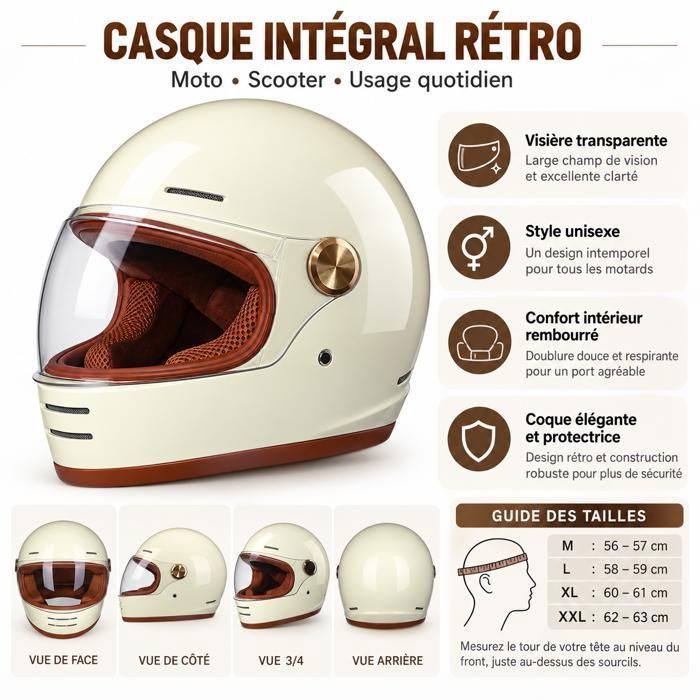 CASQUE INTÉGRAL RÉTRO
Moto • Scooter • Usage quotidien
Visière transparente
Large champ de vision
et excellente clarté
Style unisexe
Un design intemporel
pour tous les motards
Confort intérieur
rembourré
Doublure douce et respirante
pour un port agréable
Coque élégante
et protectrice
Design rétro et construction
robuste pour plus de sécurité
VUE DE FACE
VUE DE CÔTÉ
VUE 3/4
VUE ARRIÈRE
GUIDE DES TAILLES
M : 56 – 57 cm
L : 58 – 59 cm
XL : 60 – 61 cm
XXL : 62 – 63 cm
Mesurez le tour de votre tête au niveau du
front, juste au-dessus des sourcils.